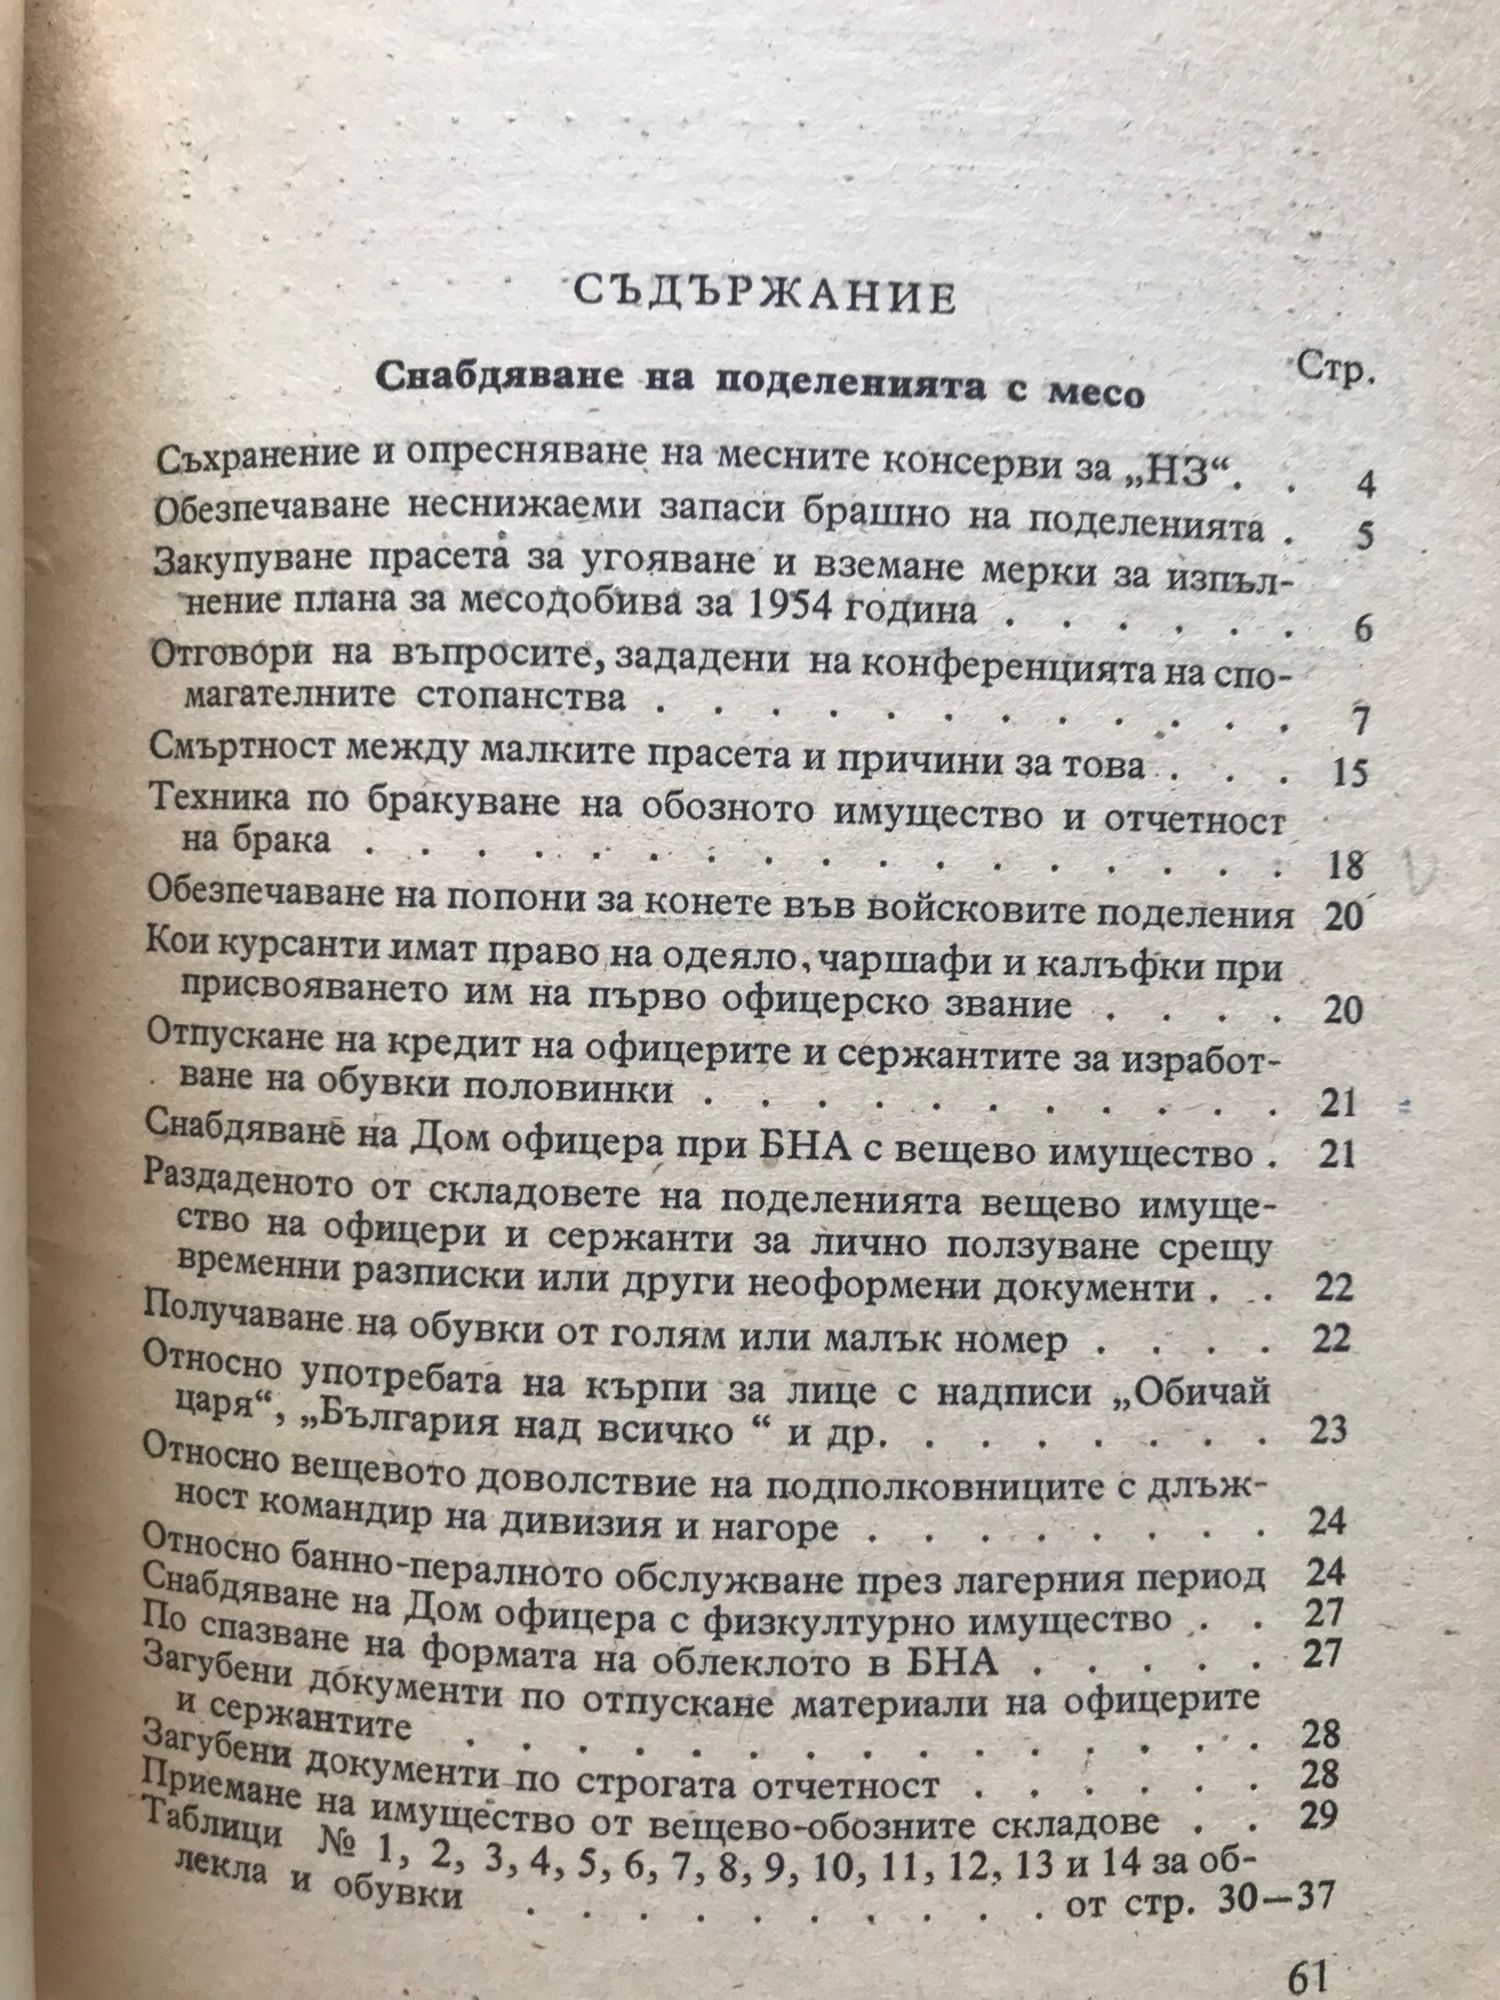 СЪДЪРЖАНИЕ
Снабдяване на поделенията с месо Стр.
Съхранение и опресняване на месните консерви за „НЗ“. . 4
Обезпечаване неснижаеми запаси брашно на поделенията . 5
Закупуване прасета за угояване и вземане мерки за изпъл-
нение плана за месодобива за 1954 година . . . . . . 6
Отговори на въпросите, зададени на конференцията на спо-
магателните стопанства . . . . . . . . . . . . 7
Смъртност между малките прасета и причини за това . . . 15
Техника по бракуване на обозното имущество и отчетност
на брака . . . . . . . . . . . . . . . . . 18
Обезпечаване на попони за конете във войсковите поделения 20
Кои курсанти имат право на одеяло, чаршафи и калъфки при
присвояването им на първо офицерско звание . . . . 20
Отпускане на кредит на офицерите и сержантите за изработ-
ване на обувки половинки . . . . . . . . . . . 21
Снабдяване на Дом офицера при БНА с вещево имущество . 21
Раздаденото от складовете на поделенията вещево имуще-
ство на офицери и сержанти за лично ползуване срещу
временни разписки или други неоформени документи . . 22
Получаване на обувки от голям или малък номер . . . . 22
Относно употребата на кърпи за лице с надписи „Обичай
царя“, „България над всичко “ и др. . . . . . . . 23
Относно вещевото доволствие на подполковниците с длъж-
ност командир на дивизия и нагоре . . . . . . . . 24
Относно банно-пералното обслужване през лагерния период 24
Снабдяване на Дом офицера с физкултурно имущество . . 27
По спазване на формата на облеклото в БНА . . . . . 27
Загубени документи по отпускане материали на офицерите
и сержантите . . . . . . . . . . . . . . . 28
Загубени документи по строгата отчетност . . . . . . 28
Приемане на имущество от вещево-обозните складове . . 29
Таблици № 1, 2, 3, 4, 5, 6, 7, 8, 9, 10, 11, 12, 13 и 14 за об-
лекла и обувки . . . . . . . . . . от стр. 30—37
61